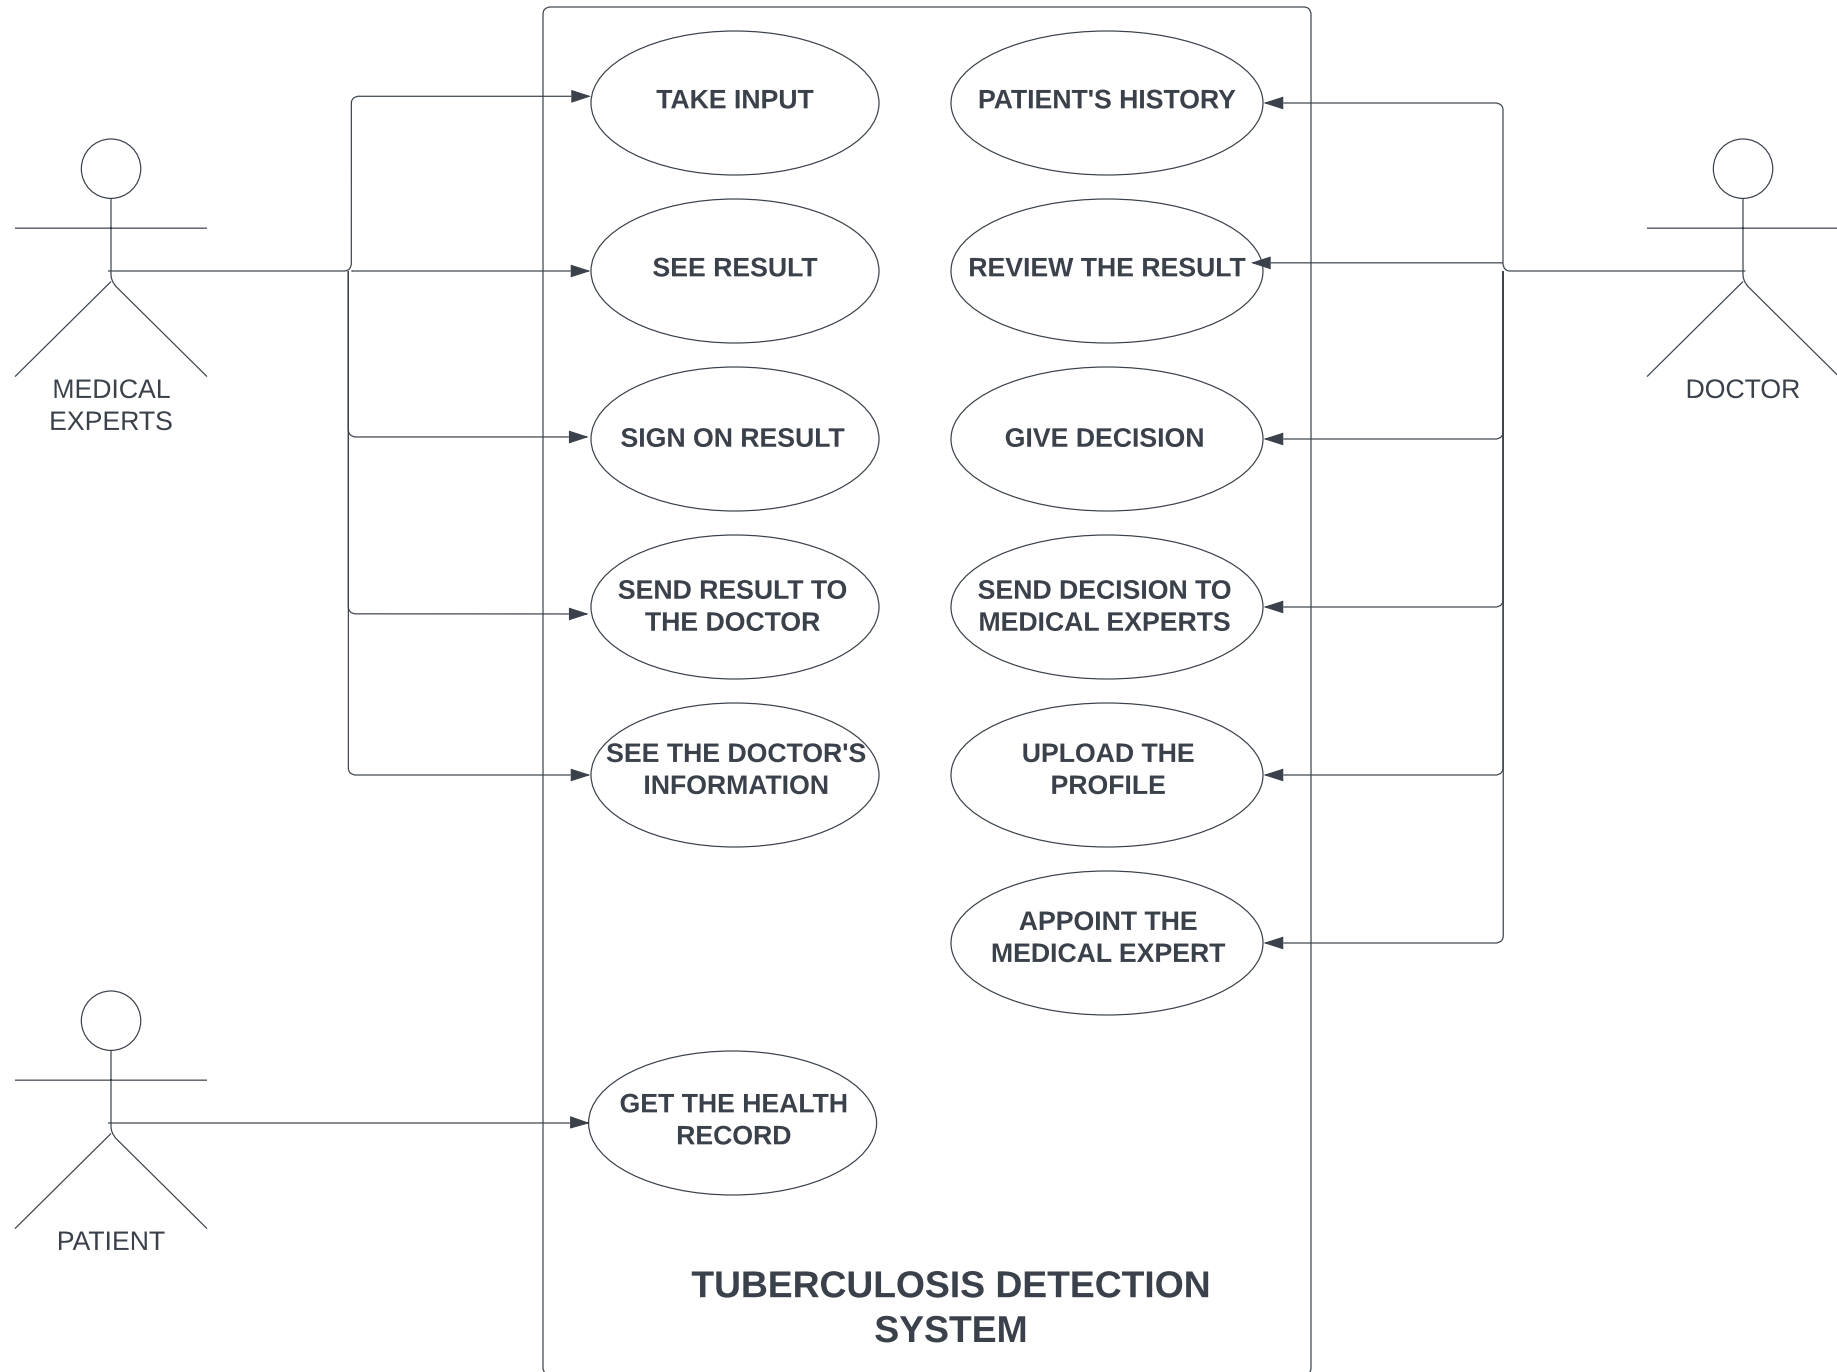 TAKE INPUT
PATIENT'S HISTORY
SEE RESULT
REVIEW THE RESULT
MEDICAL
EXPERTS
DOCTOR
SIGN ON RESULT
GIVE DECISION
SEND RESULT TO
THE DOCTOR
SEND DECISION TO
MEDICAL EXPERTS
SEE THE DOCTOR'S
INFORMATION
UPLOAD THE
PROFILE
APPOINT THE
MEDICAL EXPERT
GET THE HEALTH
RECORD
PATIENT
TUBERCULOSIS DETECTION
SYSTEM